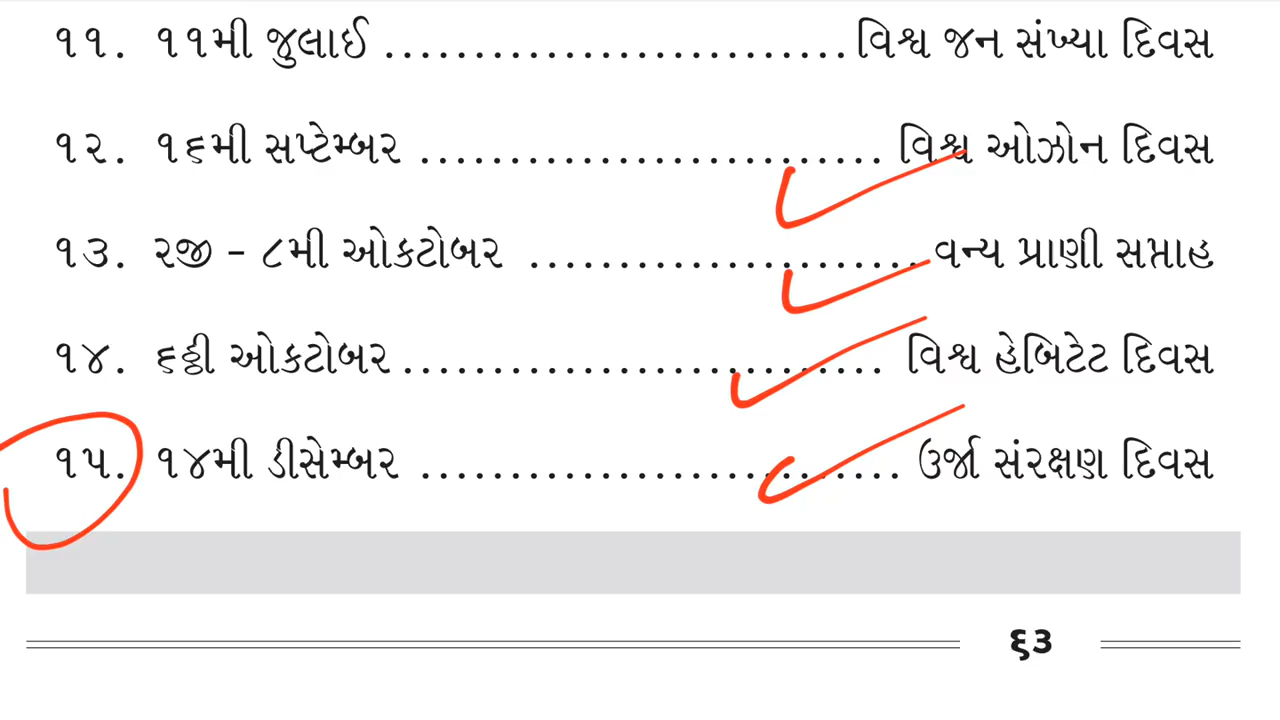 ૧૧. ૧૧મી જુલાઈ .......................... વિશ્વ જન સંખ્યા દિવસ
૧૨. ૧૬મી સપ્ટેમ્બર .......................... વિશ્વ ઓઝોન દિવસ
૧૩. ૨જી – ૮મી ઓકટોબર ...................... વન્ય પ્રાણી સપ્તાહ
૧૪. ૬ઠ્ઠી ઓકટોબર ........................... વિશ્વ હેબિટેટ દિવસ
૧૫. ૧૪મી ડીસેમ્બર ........................... ઉર્જા સંરક્ષણ દિવસ
૬૩